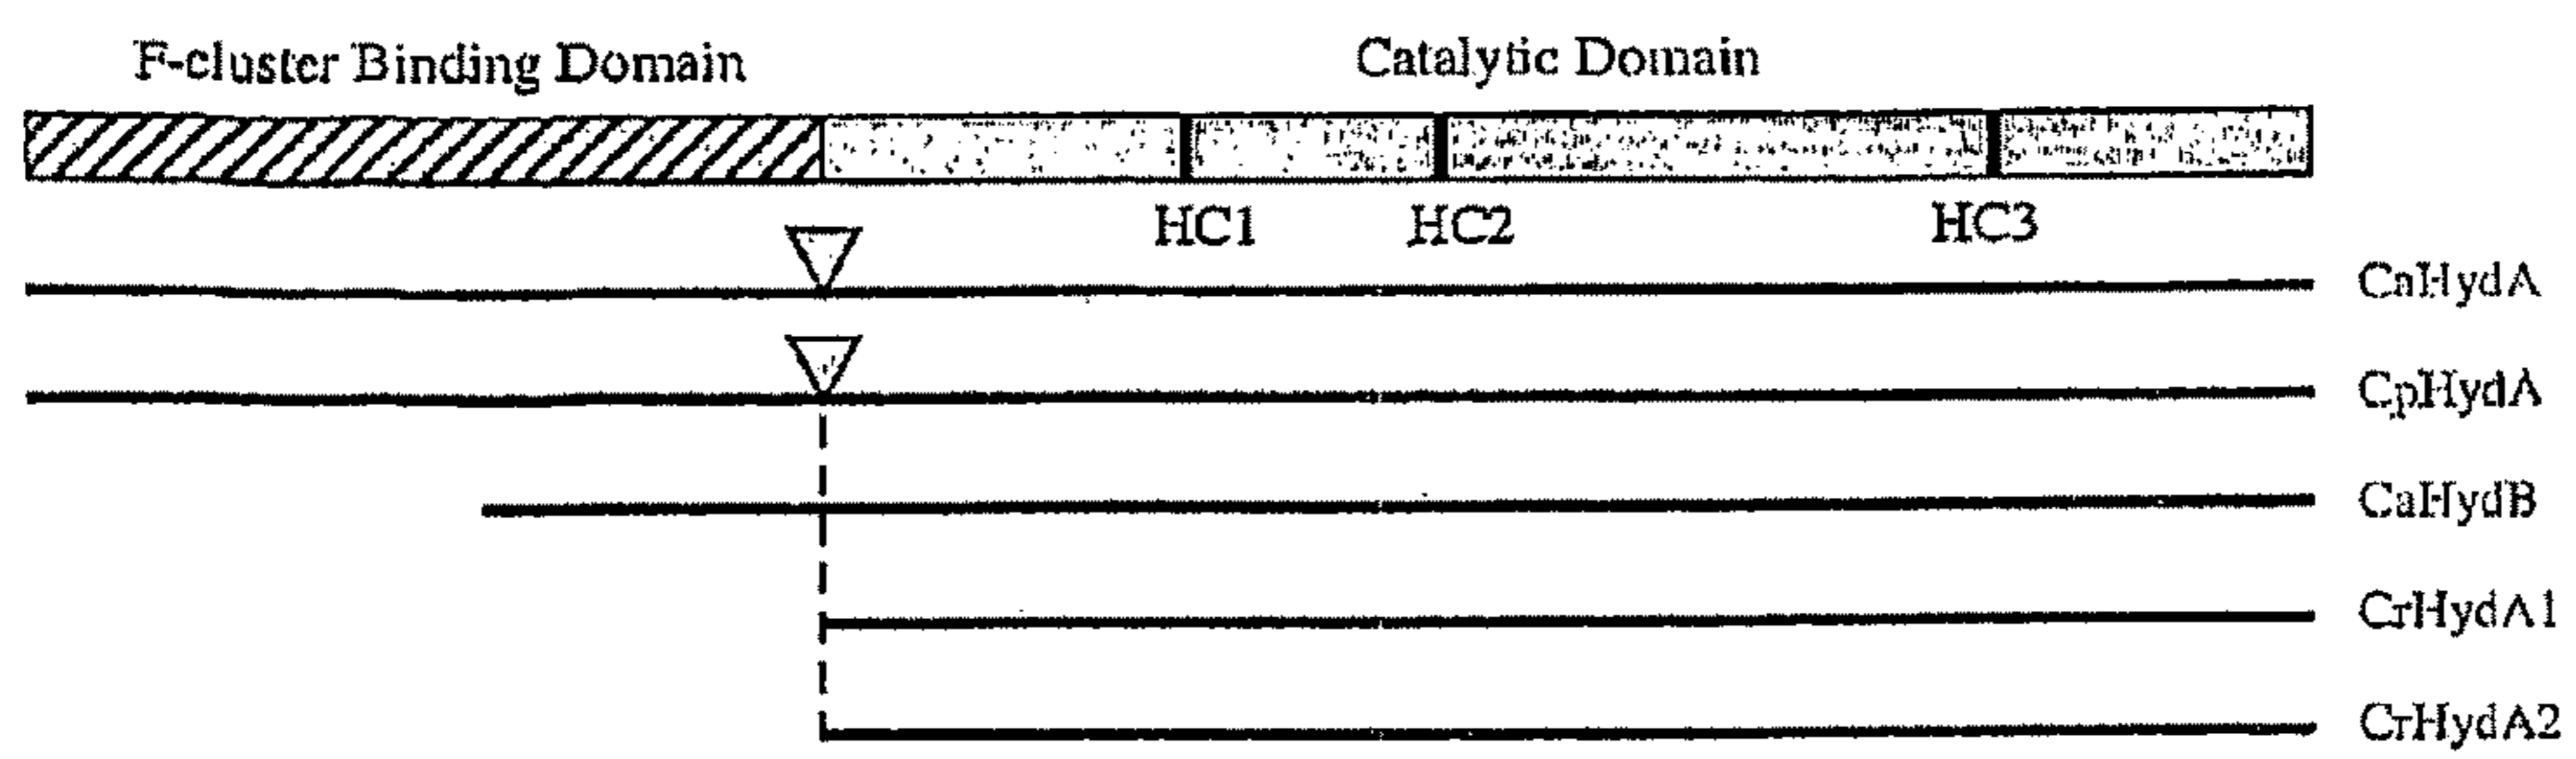 F-cluster Binding Domain
Catalytic Domain
HC1
HC2
HC3
CaHydA
CpHydA
CaHydB
CrHydA1
CrHydA2